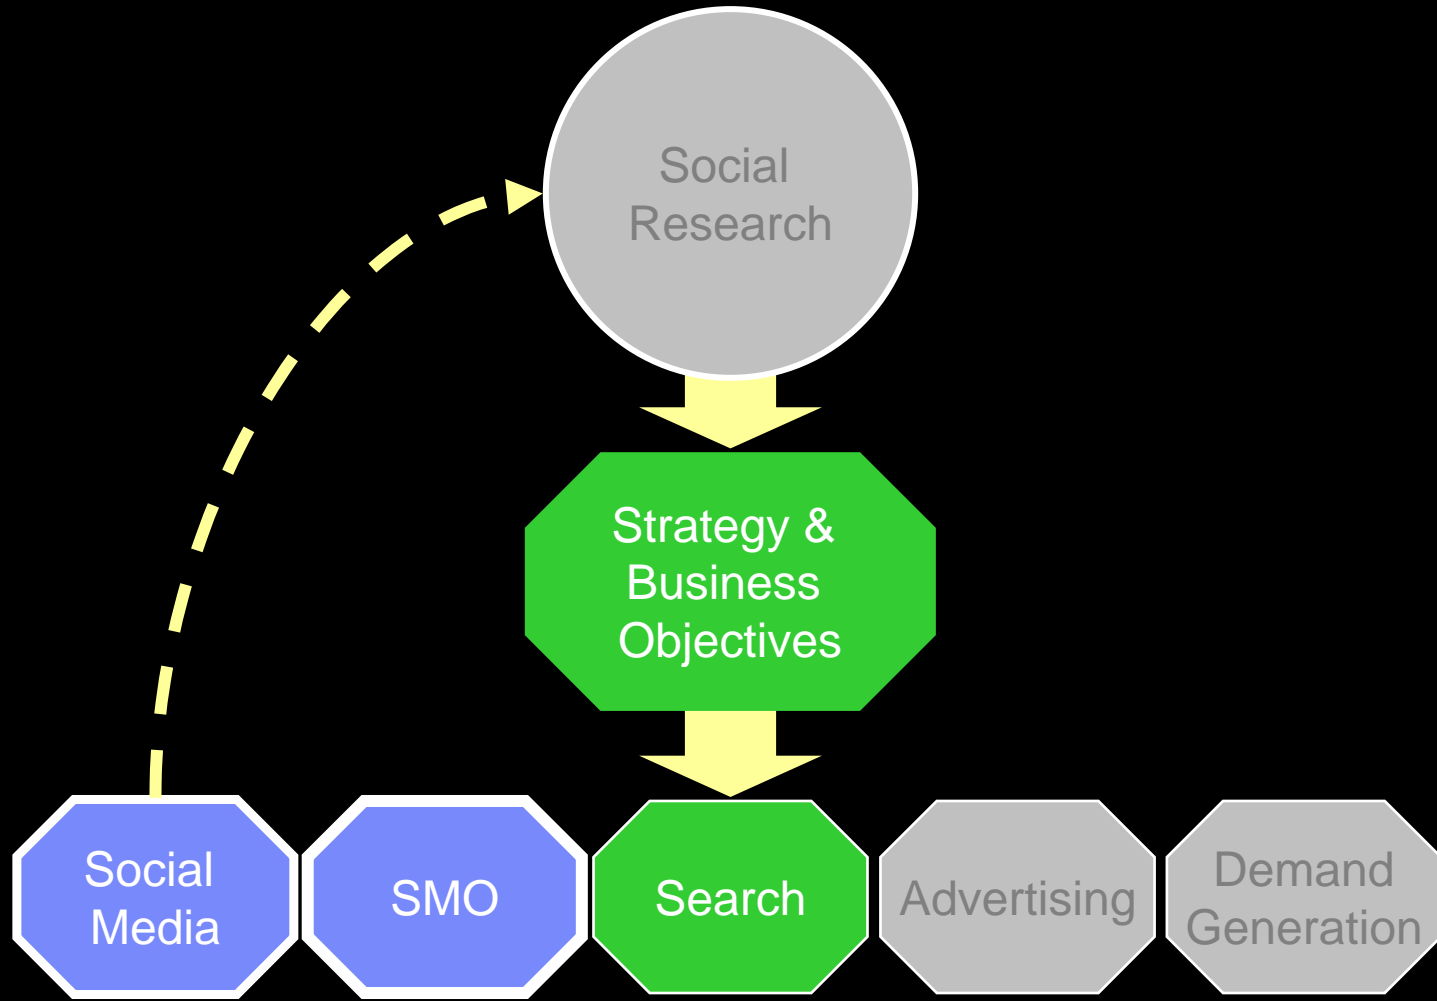 Social
Research
Strategy &
Business
Objectives
Social
Media
SMO
Search
Advertising
Demand
Generation